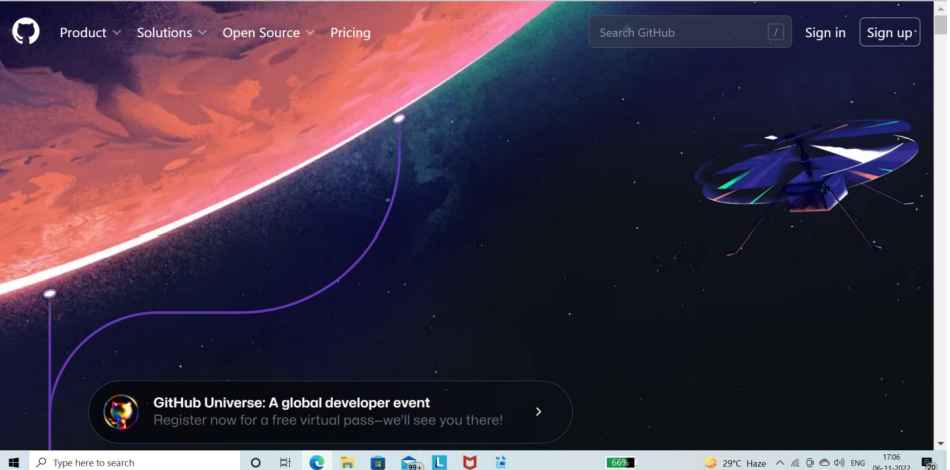 Product Solutions Open Source Pricing Search GitHub / Sign in Sign up
GitHub Universe: A global developer event
Register now for a free virtual pass—we'll see you there!
Type here to search 99+ L 66% 29°C Haze ENG 17:06
06-11-2022 20